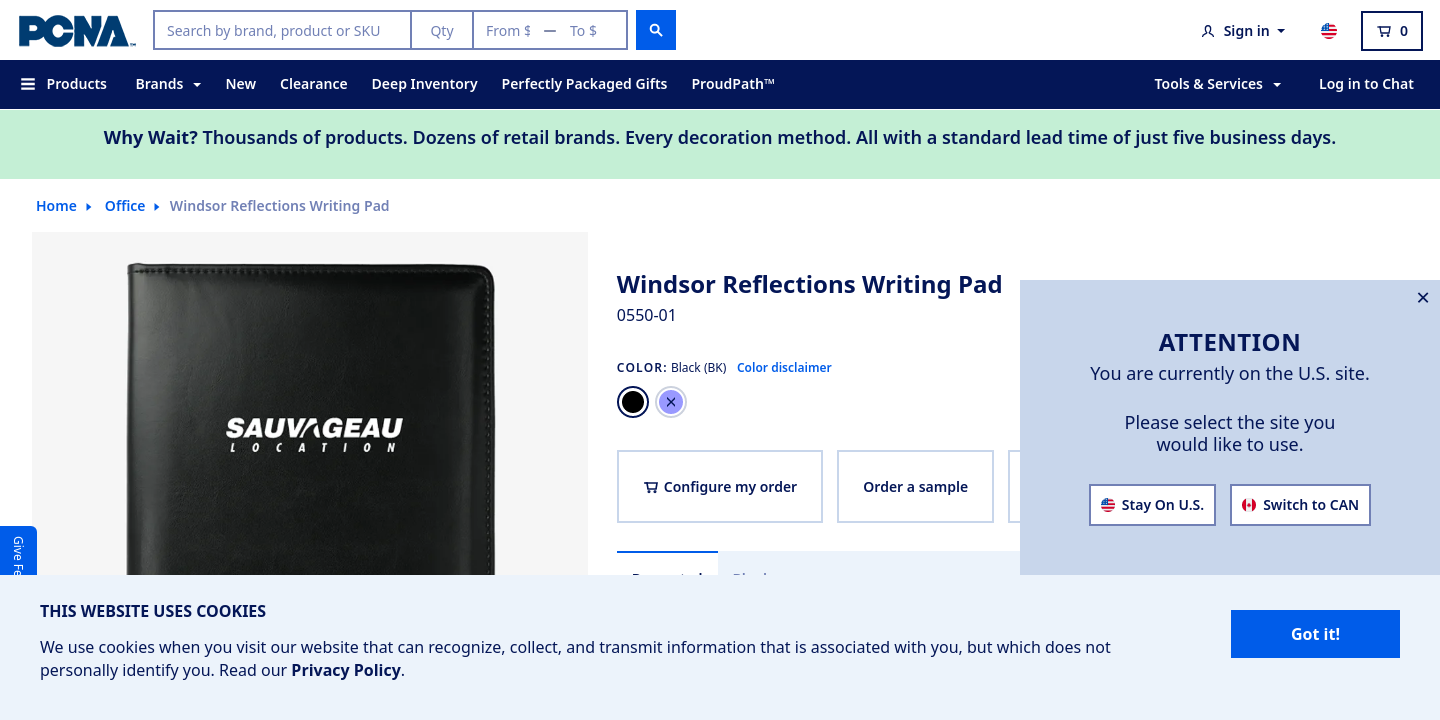 PCNA™
Search by brand, product or SKU
Qty
From $ — To $
Sign in
0
Products
Brands
New
Clearance
Deep Inventory
Perfectly Packaged Gifts
ProudPath™
Tools & Services
Log in to Chat
Why Wait? Thousands of products. Dozens of retail brands. Every decoration method. All with a standard lead time of just five business days.
Home
Office
Windsor Reflections Writing Pad
SAUVAGEAU
LOCATION
Windsor Reflections Writing Pad
0550-01
COLOR: Black (BK) Color disclaimer
Configure my order
Order a sample
ATTENTION
You are currently on the U.S. site.
Please select the site you
would like to use.
Stay On U.S.
Switch to CAN
Give
THIS WEBSITE USES COOKIES
We use cookies when you visit our website that can recognize, collect, and transmit information that is associated with you, but which does not
personally identify you. Read our Privacy Policy.
Got it!